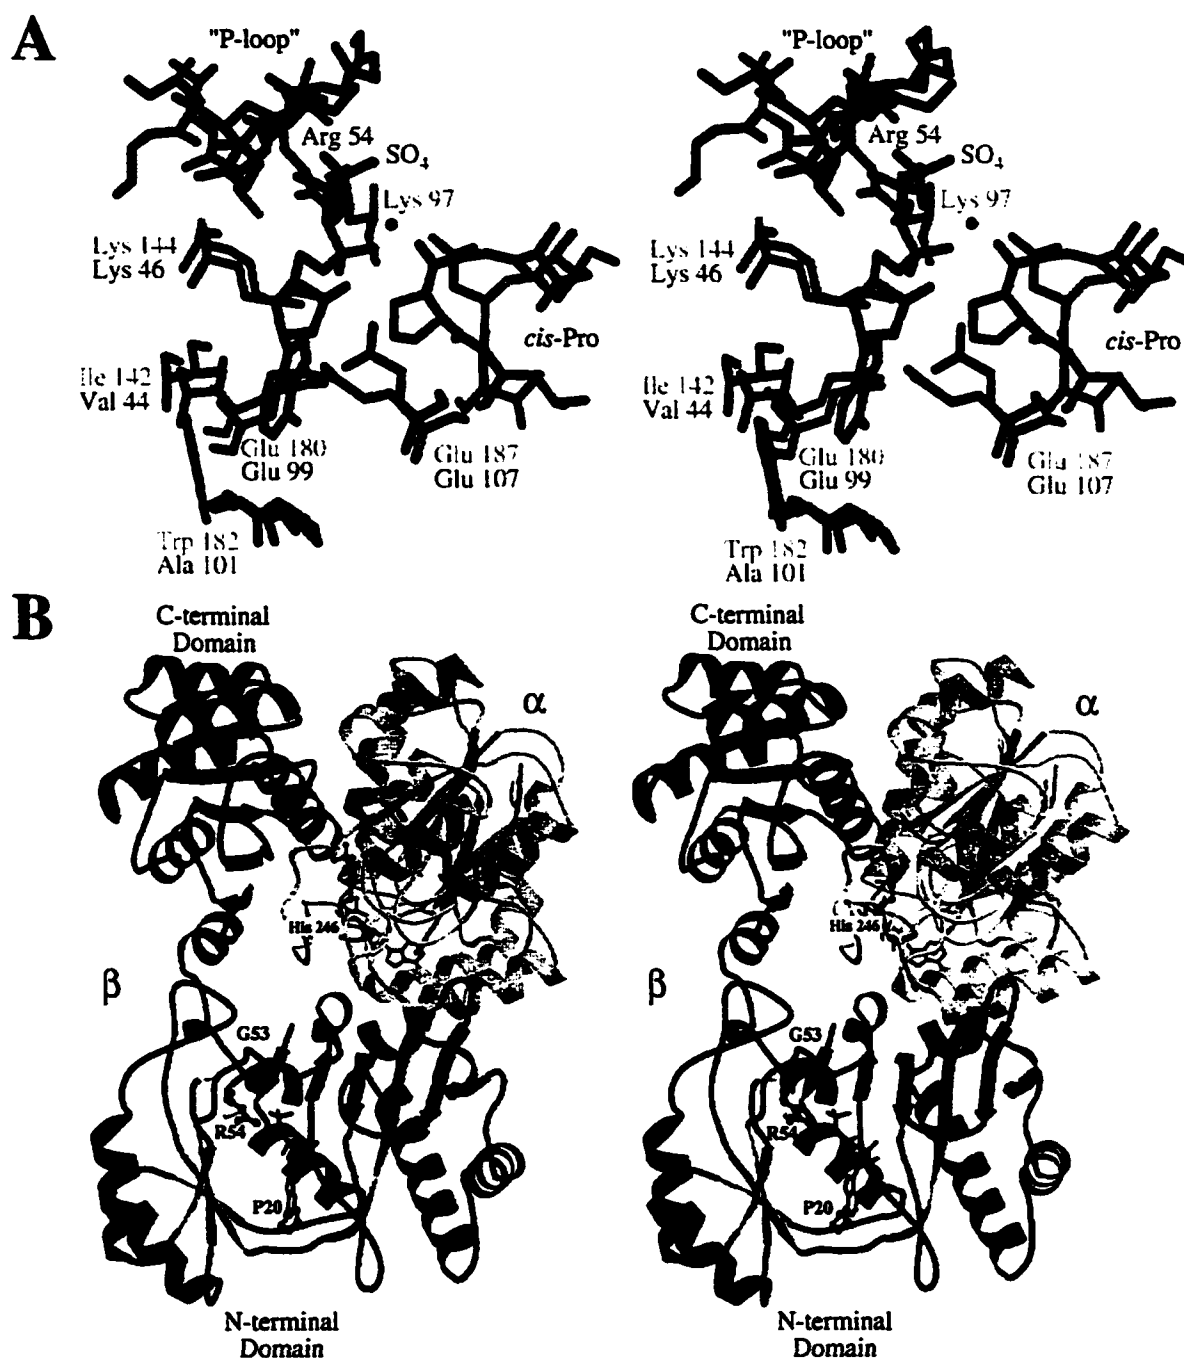 A
"P-loop"
"P-loop"
Arg 54
Arg 54
SO4
SO4
Lys 97
Lys 97
Lys 144
Lys 46
Lys 144
Lys 46
cis-Pro
cis-Pro
Ile 142
Val 44
Ile 142
Val 44
Glu 180
Glu 99
Glu 187
Glu 107
Glu 180
Glu 99
Glu 187
Glu 107
Trp 182
Ala 101
Trp 182
Ala 101
B
C-terminal
Domain
C-terminal
Domain
α
α
His 246
His 246
β
β
G53
G53
R54
R54
P20
P20
N-terminal
Domain
N-terminal
Domain